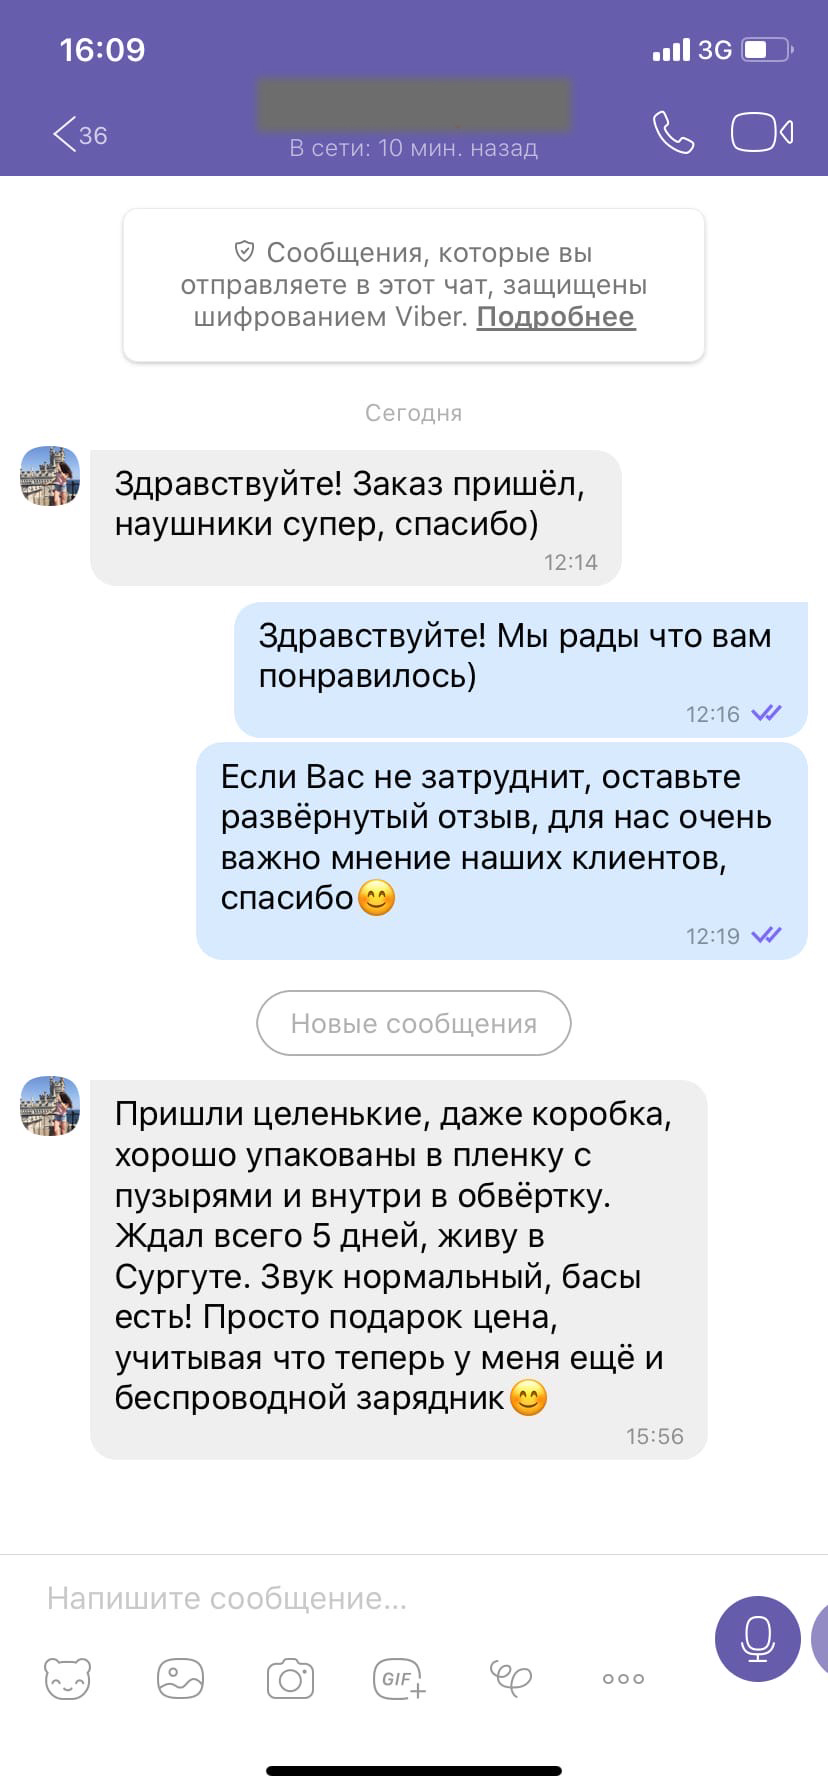 16:09
3G
36
В сети: 10 мин. назад
Сообщения, которые вы
отправляете в этот чат, защищены
шифрованием Viber. Подробнее
Сегодня
Здравствуйте! Заказ пришёл,
наушники супер, спасибо)
12:14
Здравствуйте! Мы рады что вам
понравилось)
12:16
Если Вас не затруднит, оставьте
развёрнутый отзыв, для нас очень
важно мнение наших клиентов,
спасибо😊
12:19
Новые сообщения
Пришли целенькие, даже коробка,
хорошо упакованы в пленку с
пузырями и внутри в обвёртку.
Ждал всего 5 дней, живу в
Сургуте. Звук нормальный, басы
есть! Просто подарок цена,
учитывая что теперь у меня ещё и
беспроводной зарядник😊
15:56
Напишите сообщение...
GIF